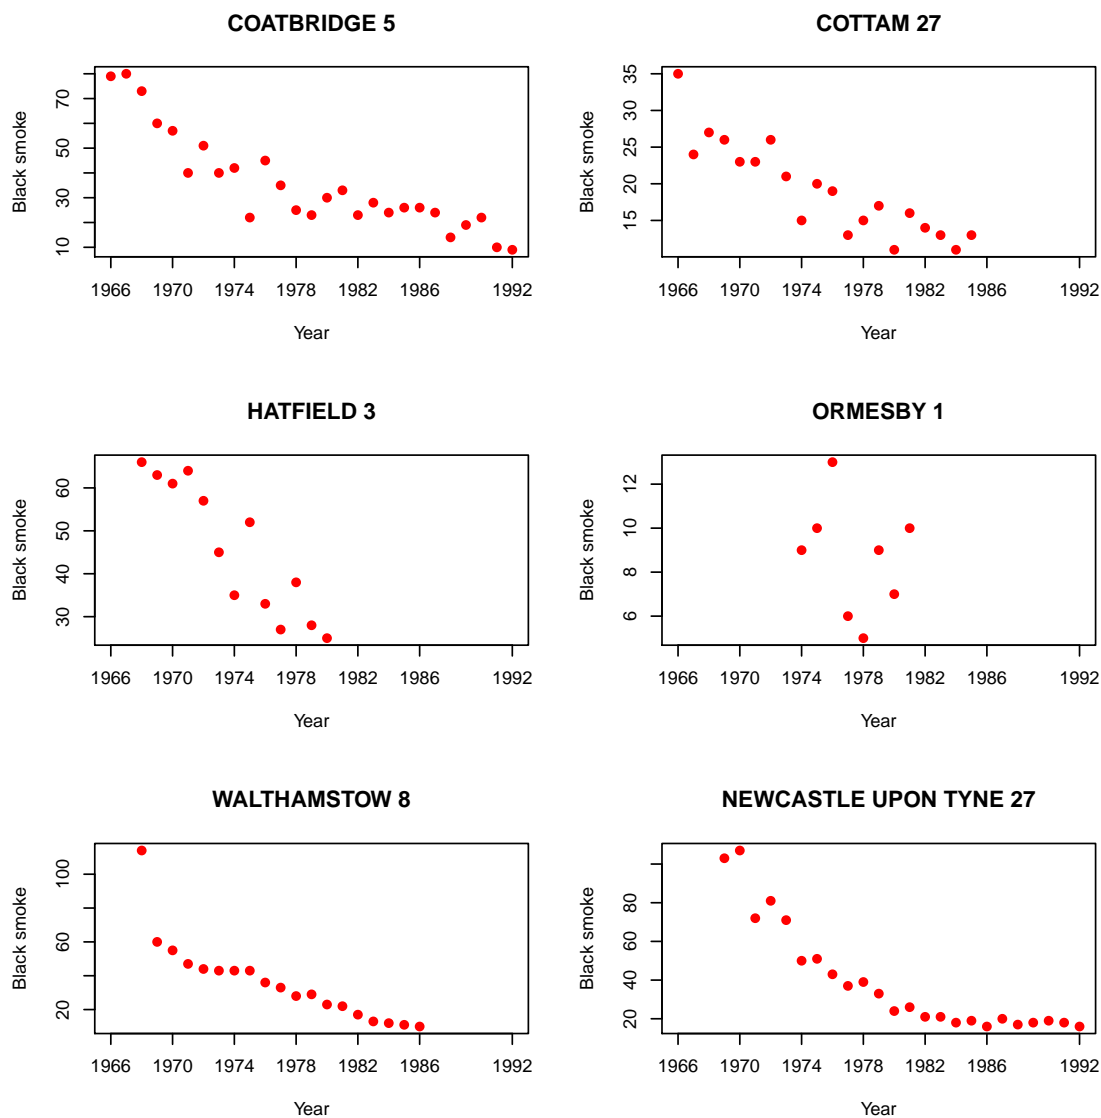 COATBRIDGE 5
Black smoke
10 30 50 70
1966 1970 1974 1978 1982 1986 1992
Year
COTTAM 27
Black smoke
15 20 25 30 35
1966 1970 1974 1978 1982 1986 1992
Year
HATFIELD 3
Black smoke
30 40 50 60
1966 1970 1974 1978 1982 1986 1992
Year
ORMESBY 1
Black smoke
6 8 10 12
1966 1970 1974 1978 1982 1986 1992
Year
WALTHAMSTOW 8
Black smoke
20 60 100
1966 1970 1974 1978 1982 1986 1992
Year
NEWCASTLE UPON TYNE 27
Black smoke
20 40 60 80
1966 1970 1974 1978 1982 1986 1992
Year